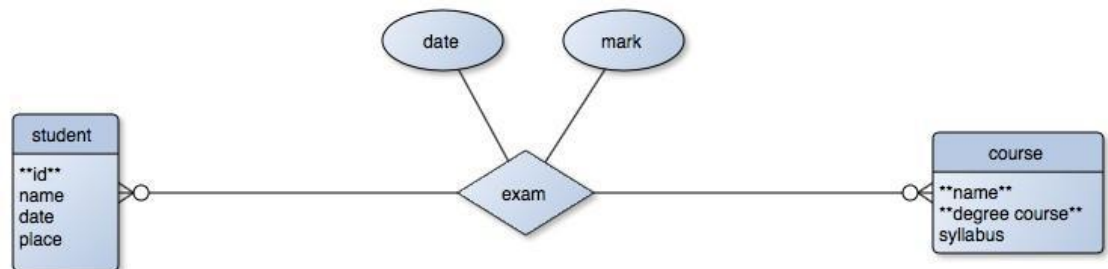 date
mark
student
**id**
name
date
place
exam
course
**name**
**degree course**
syllabus